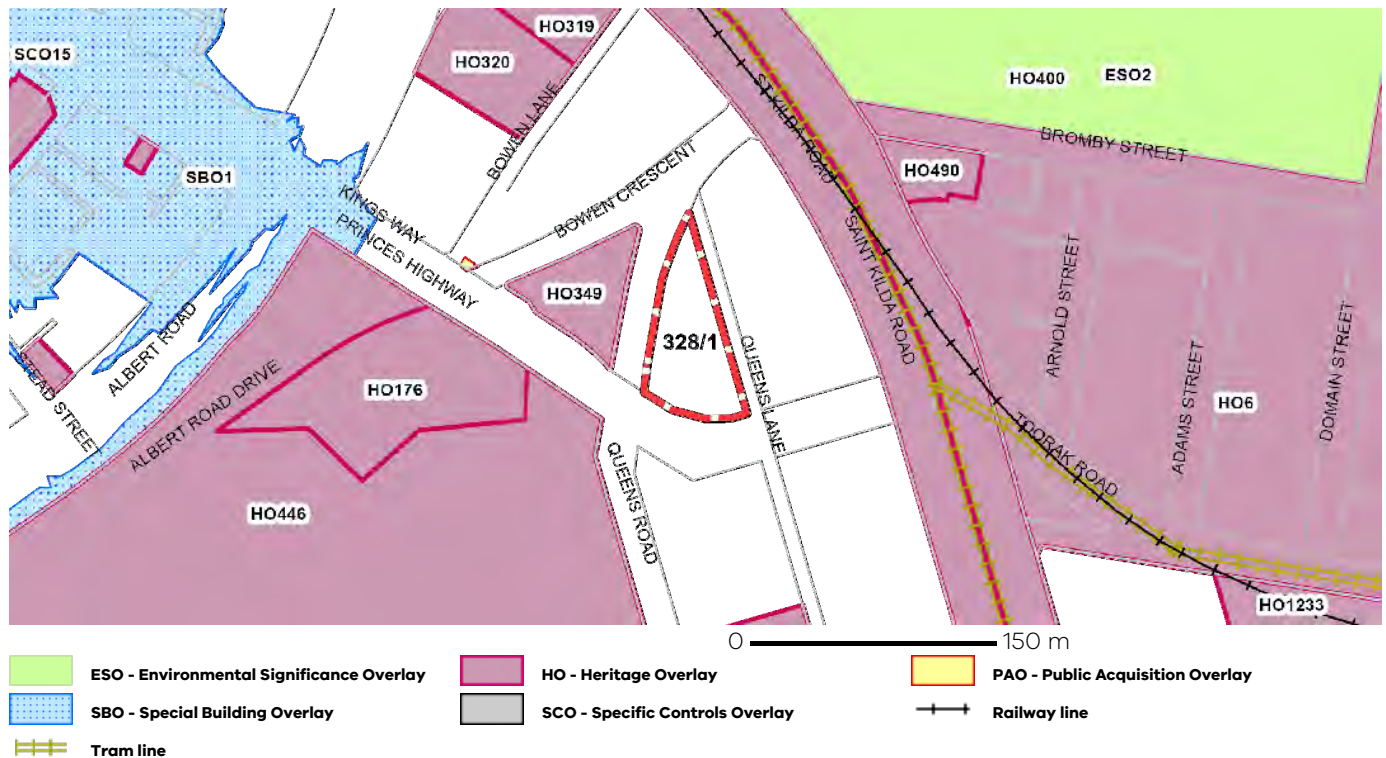 SCO15
HO319
HO320
HO400
ESO2
BOWEN LANE
ST KILDA ROAD
BROMBY STREET
SBO1
HO490
KINGS WAY
BOWEN CRESCENT
PRINCES HIGHWAY
SAINT KILDA ROAD
HO349
328/1
ARNOLD STREET
ALBERT ROAD
QUEENS LANE
STEAD STREET
HO176
HO6
ADAMS STREET
DOMAIN STREET
ALBERT ROAD DRIVE
TOORAK ROAD
HO446
QUEENS ROAD
HO1233
0 150 m
ESO - Environmental Significance Overlay
HO - Heritage Overlay
PAO - Public Acquisition Overlay
SBO - Special Building Overlay
SCO - Specific Controls Overlay
Railway line
Tram line